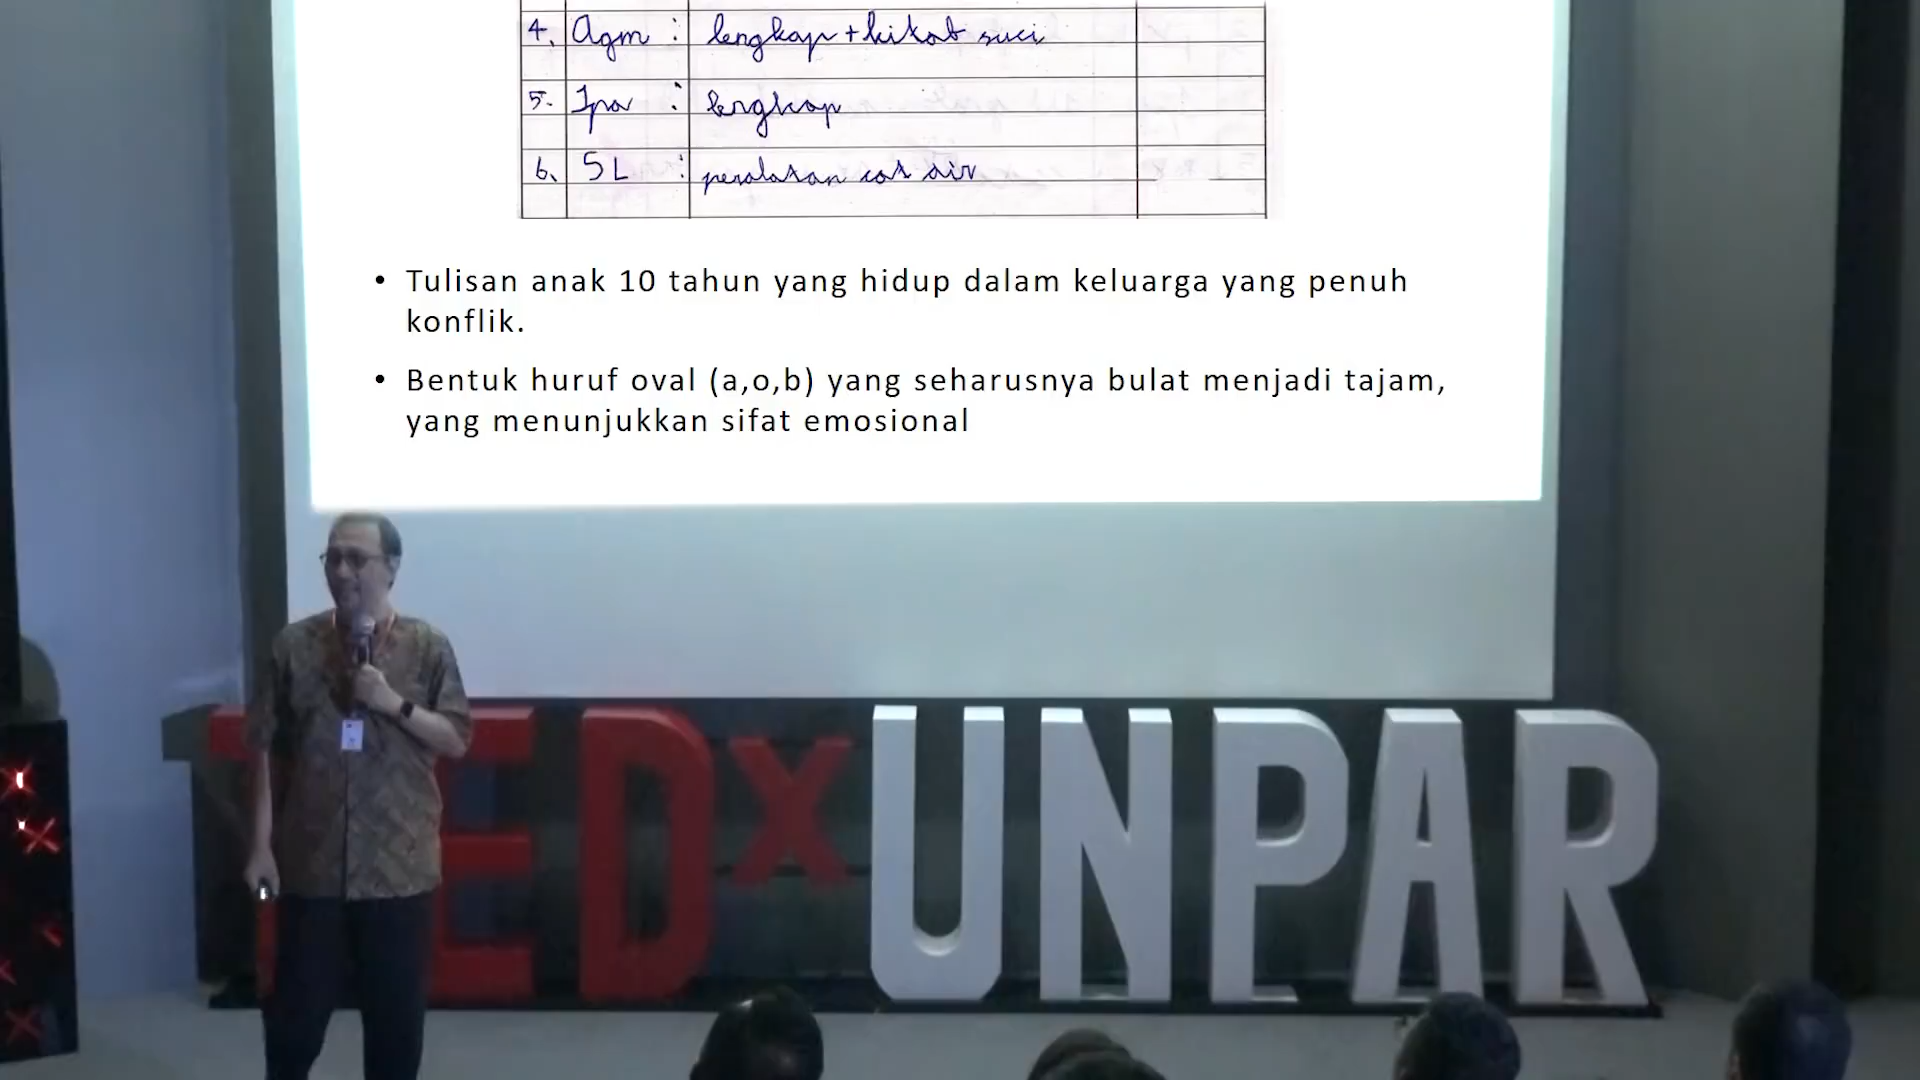 4. Agm : lengkap + kitab suci
5. Ipa : lengkap
6. SL : peralatan cat air
• Tulisan anak 10 tahun yang hidup dalam keluarga yang penuh
konflik.
• Bentuk huruf oval (a,o,b) yang seharusnya bulat menjadi tajam,
yang menunjukkan sifat emosional
TEDxUNPAR